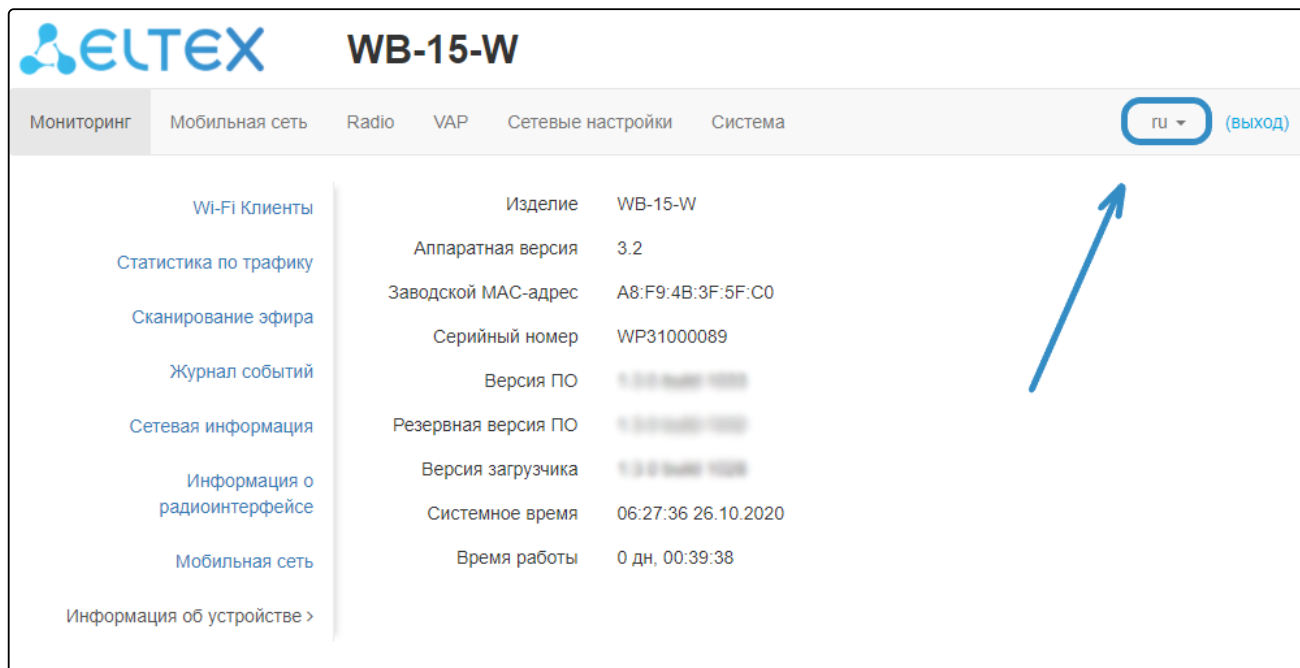 ELTEX WB-15-W
Мониторинг Мобильная сеть Radio VAP Сетевые настройки Система ru (выход)
Wi-Fi Клиенты
Статистика по трафику
Сканирование эфира
Журнал событий
Сетевая информация
Информация о
радиоинтерфейсе
Мобильная сеть
Информация об устройстве >
Изделие WB-15-W
Аппаратная версия 3.2
Заводской MAC-адрес A8:F9:4B:3F:5F:C0
Серийный номер WP31000089
Версия ПО
Резервная версия ПО
Версия загрузчика
Системное время 06:27:36 26.10.2020
Время работы 0 дн, 00:39:38